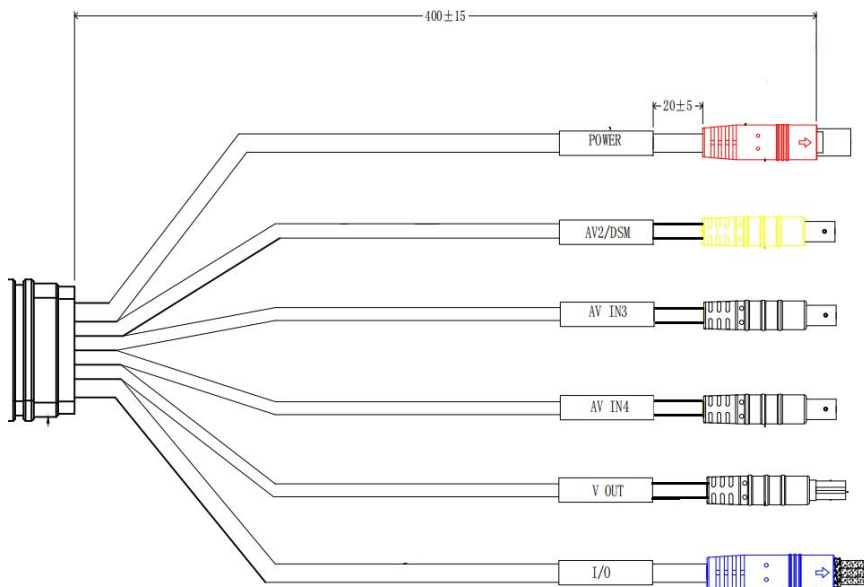 400±15
20±5
POWER
AV2/DSM
AV IN3
AV IN4
V OUT
I/O